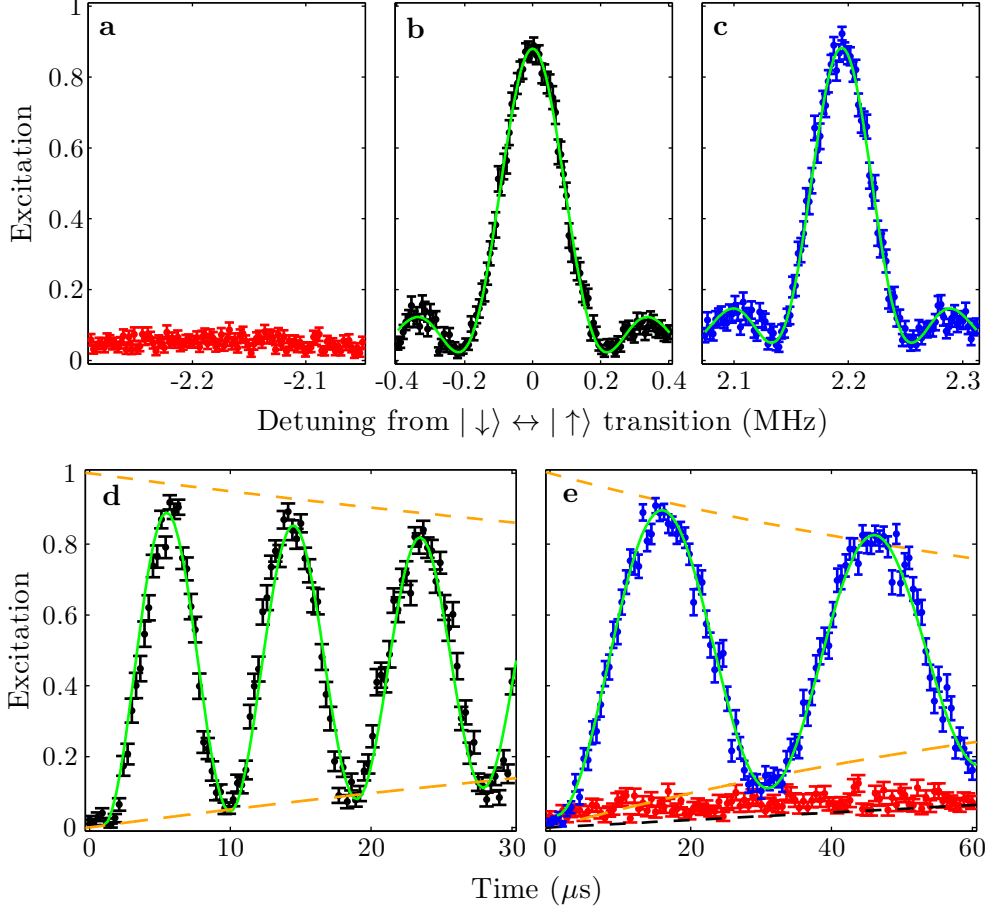 a b c
Excitation
1
0.8
0.6
0.4
0.2
0
-2.2 -2.1 -0.4 -0.2 0 0.2 0.4 2.1 2.2 2.3
Detuning from | ↓⟩ ↔ | ↑⟩ transition (MHz)
d e
Excitation
1
0.8
0.6
0.4
0.2
0
0 10 20 30 0 20 40 60
Time (μs)